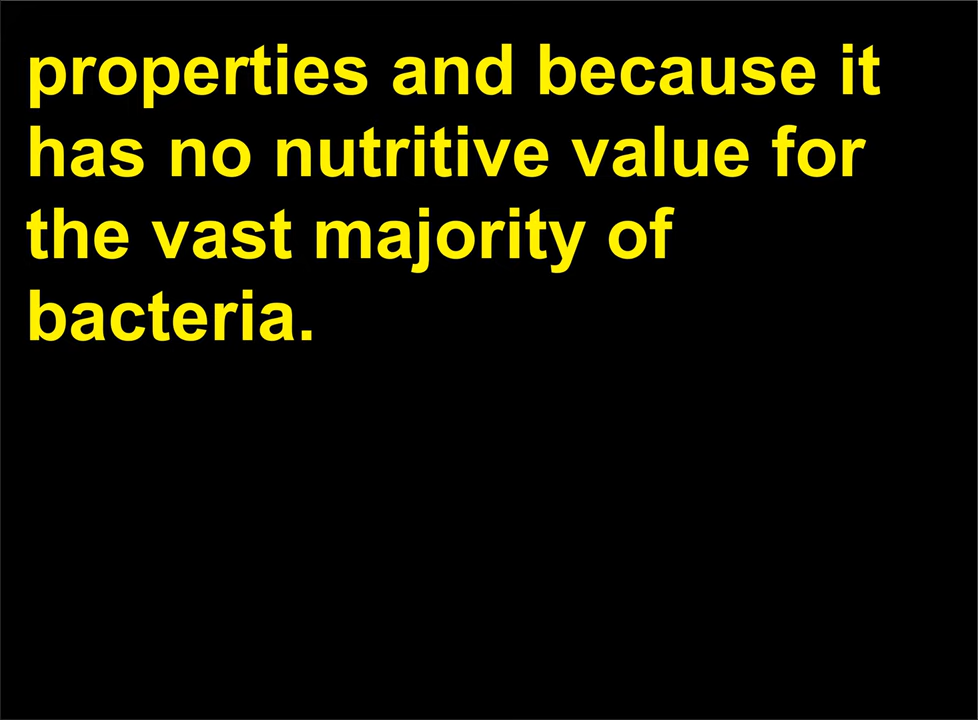 properties and because it
has no nutritive value for
the vast majority of
bacteria.